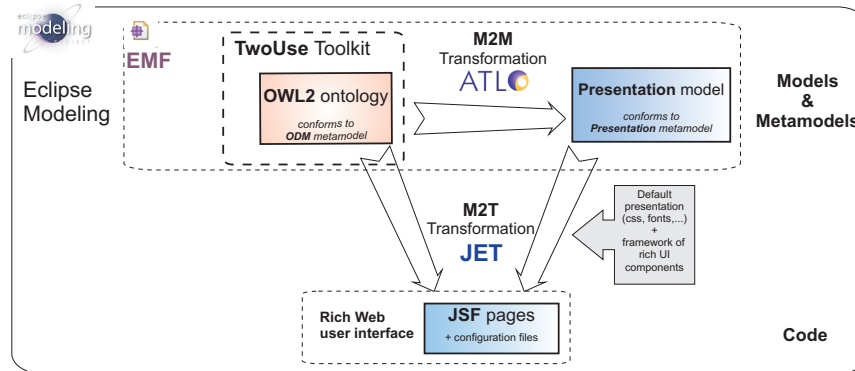 eclipse
modeling
PROJECT
EMF
TwoUse Toolkit
M2M
Transformation
ATL
Eclipse
Modeling
OWL2 ontology
conforms to
ODM metamodel
Presentation model
conforms to
Presentation metamodel
Models
&
Metamodels
M2T
Transformation
JET
Default
presentation
(css, fonts,...)
+
framework of
rich UI
components
Rich Web
user interface
JSF pages
+ configuration files
Code